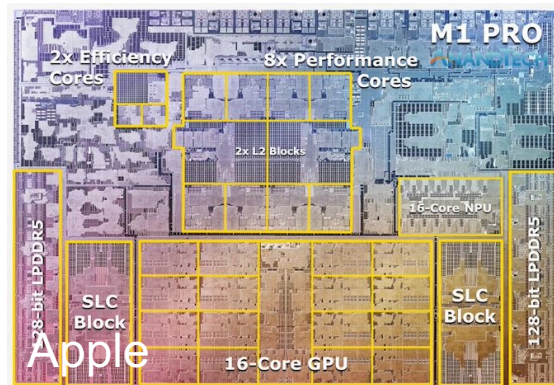 M1 PRO
ANANDTECH
2x Efficiency
Cores
8x Performance
Cores
2x L2 Blocks
16-Core NPU
128-bit LPDDR5
SLC
Block
16-Core GPU
SLC
Block
128-bit LPDDR5
Apple